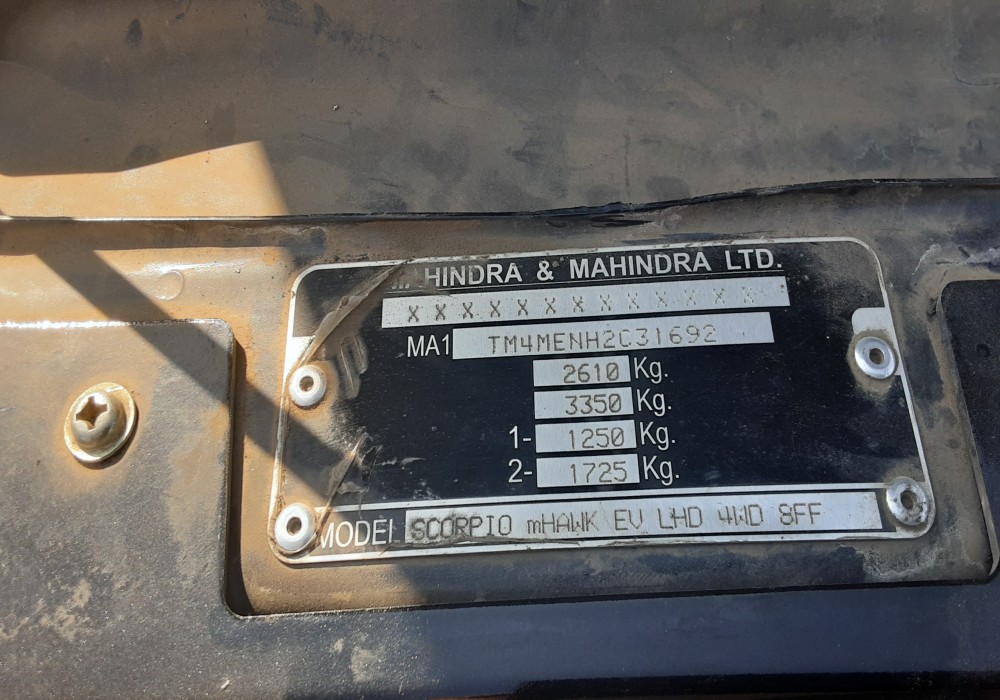 MAHINDRA & MAHINDRA LTD.
X X X X X X X X X X X X X
MA1 TM4MENH2C31692
2610 Kg.
3350 Kg.
1- 1250 Kg.
2- 1725 Kg.
MODEL SCORPIO mHAWK EV LHD 4WD 8FF